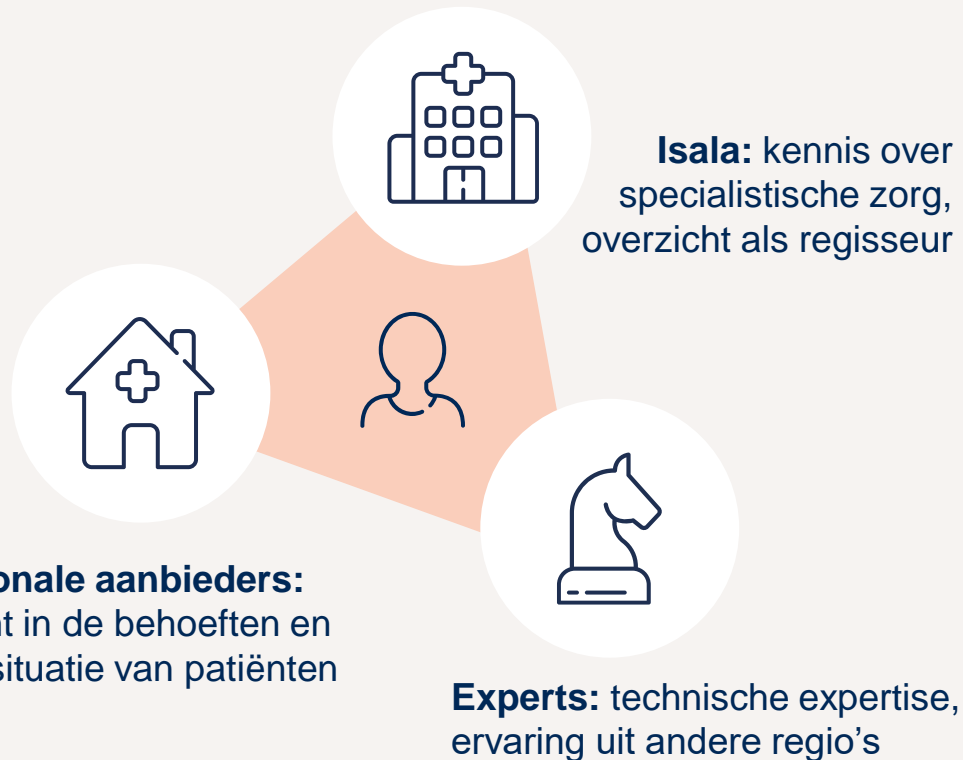 Isala: kennis over
specialistische zorg,
overzicht als regisseur
onale aanbieders:
t in de behoeften en
situatie van patiënten
Experts: technische expertise,
ervaring uit andere regio's